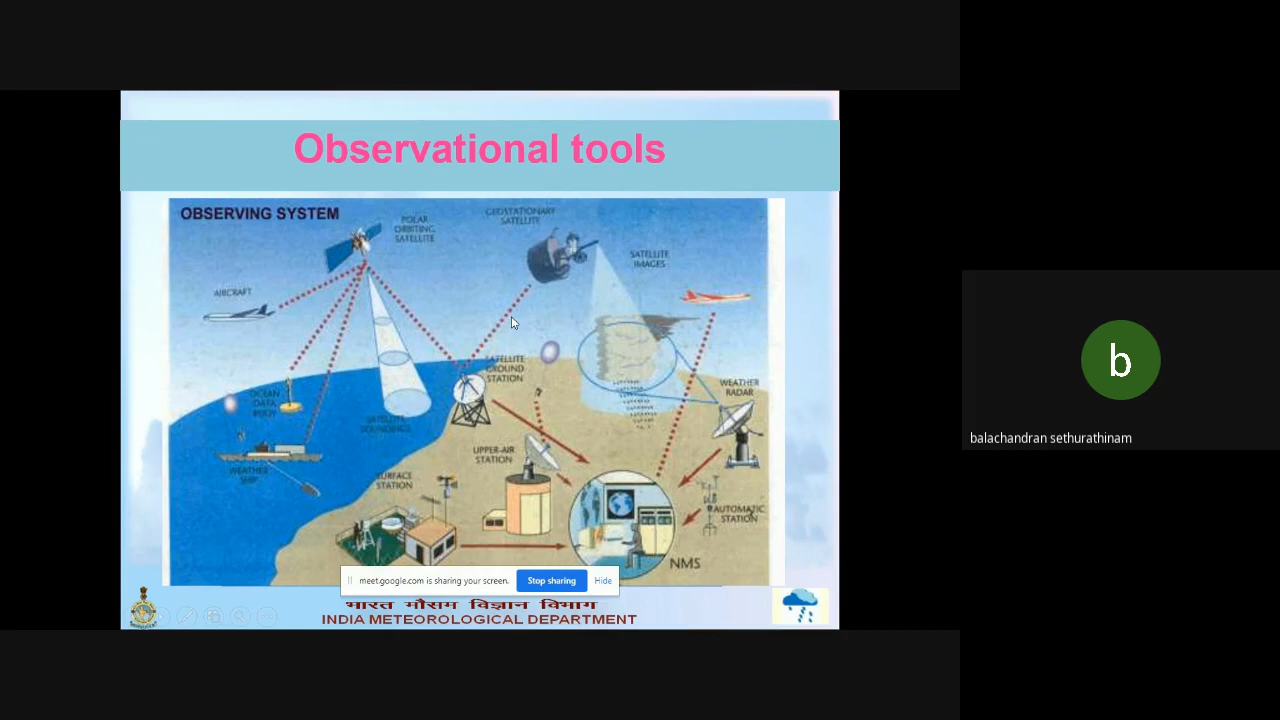 Observational tools
OBSERVING SYSTEM
POLAR
ORBITING
SATELLITE
GEOSTATIONARY
SATELLITE
SATELLITE
IMAGES
AIRCRAFT
SATELLITE
GROUND
STATION
OCEAN
DATA
BUOY
WEATHER
RADAR
SATELLITE
SOUNDINGS
UPPER-AIR
STATION
WEATHER
SHIP
SURFACE
STATION
AUTOMATIC
STATION
NMS
meet.google.com is sharing your screen.
Stop sharing
Hide
भारत मौसम विज्ञान विभाग
INDIA METEOROLOGICAL DEPARTMENT
b
balachandran sethurathinam